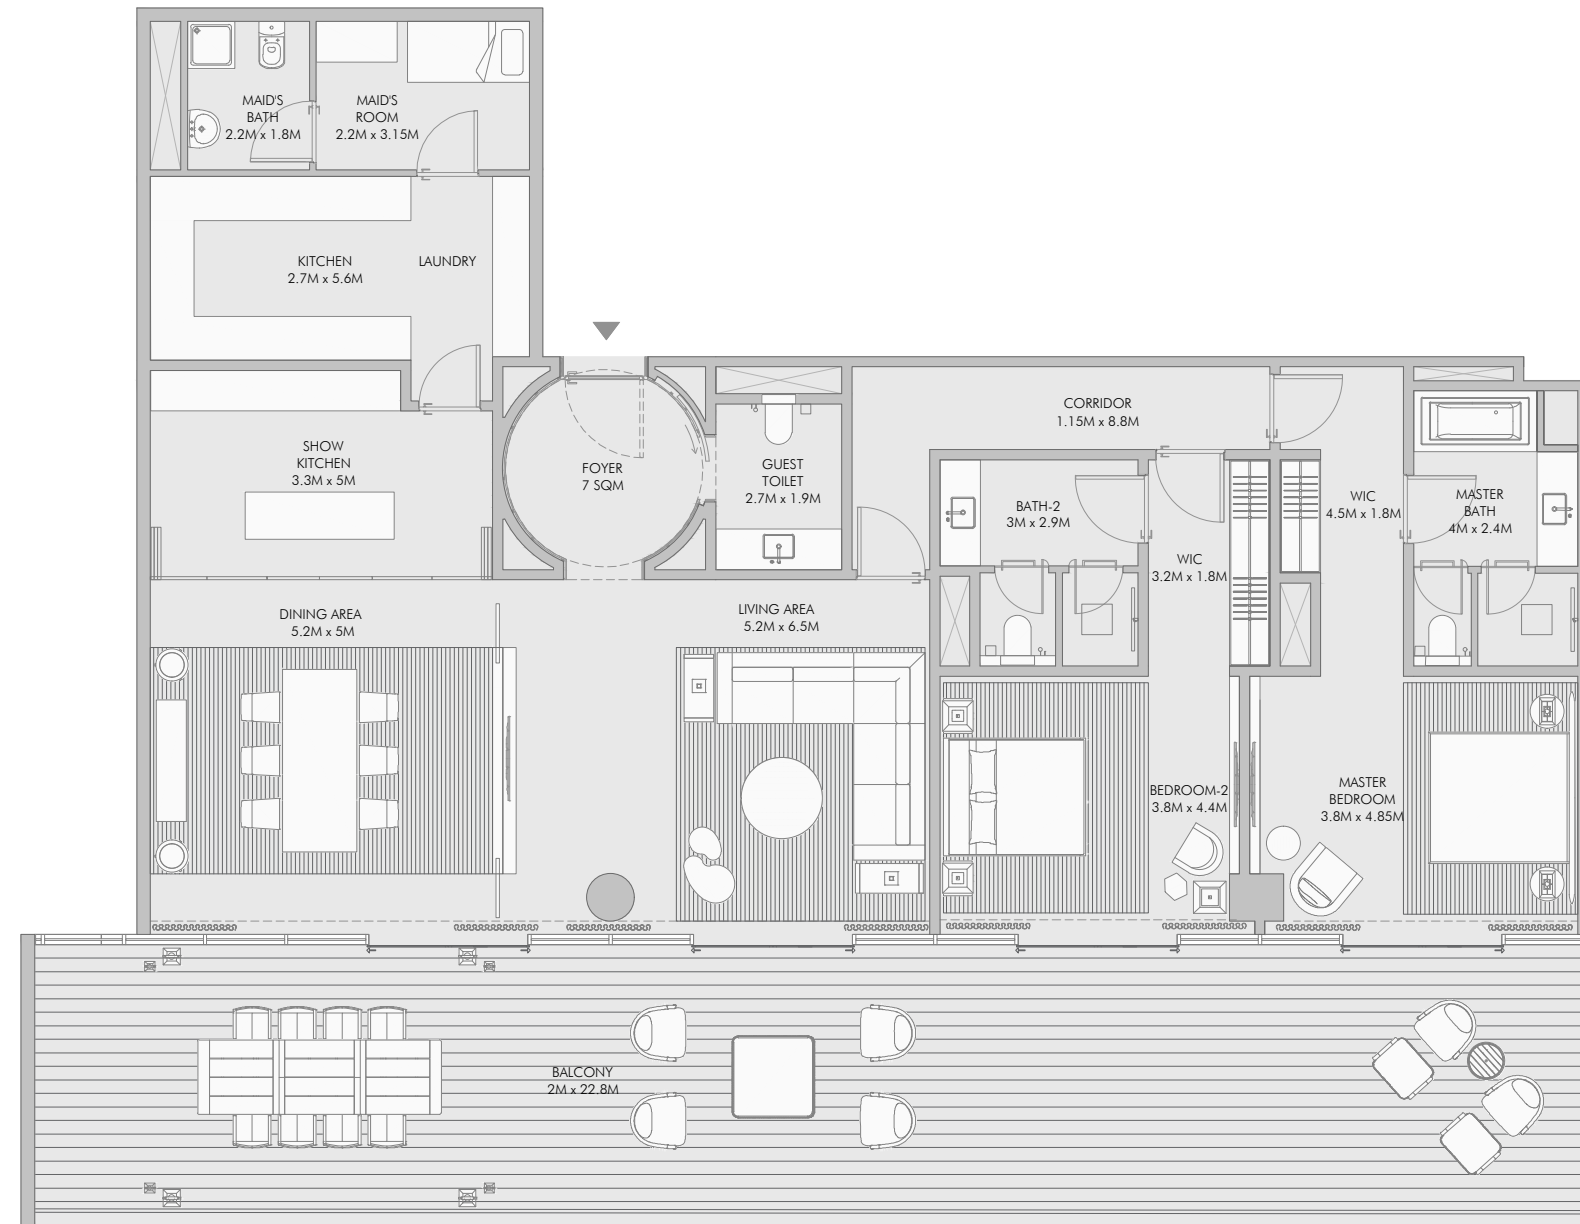 MAID'S
BATH
2.2M x 1.8M
MAID'S
ROOM
2.2M x 3.15M
KITCHEN
2.7M x 5.6M
LAUNDRY
SHOW
KITCHEN
3.3M x 5M
FOYER
7 SQM
GUEST
TOILET
2.7M x 1.9M
CORRIDOR
1.15M x 8.8M
BATH-2
3M x 2.9M
WIC
3.2M x 1.8M
WIC
4.5M x 1.8M
MASTER
BATH
4M x 2.4M
DINING AREA
5.2M x 5M
LIVING AREA
5.2M x 6.5M
BEDROOM-2
3.8M x 4.4M
MASTER
BEDROOM
3.8M x 4.85M
BALCONY
2M x 22.8M